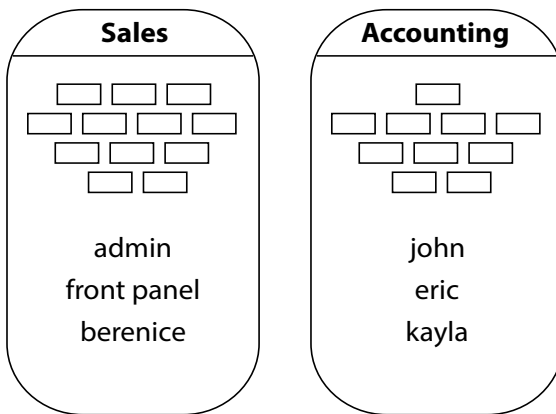 Sales
admin
front panel
berenice
Accounting
john
eric
kayla